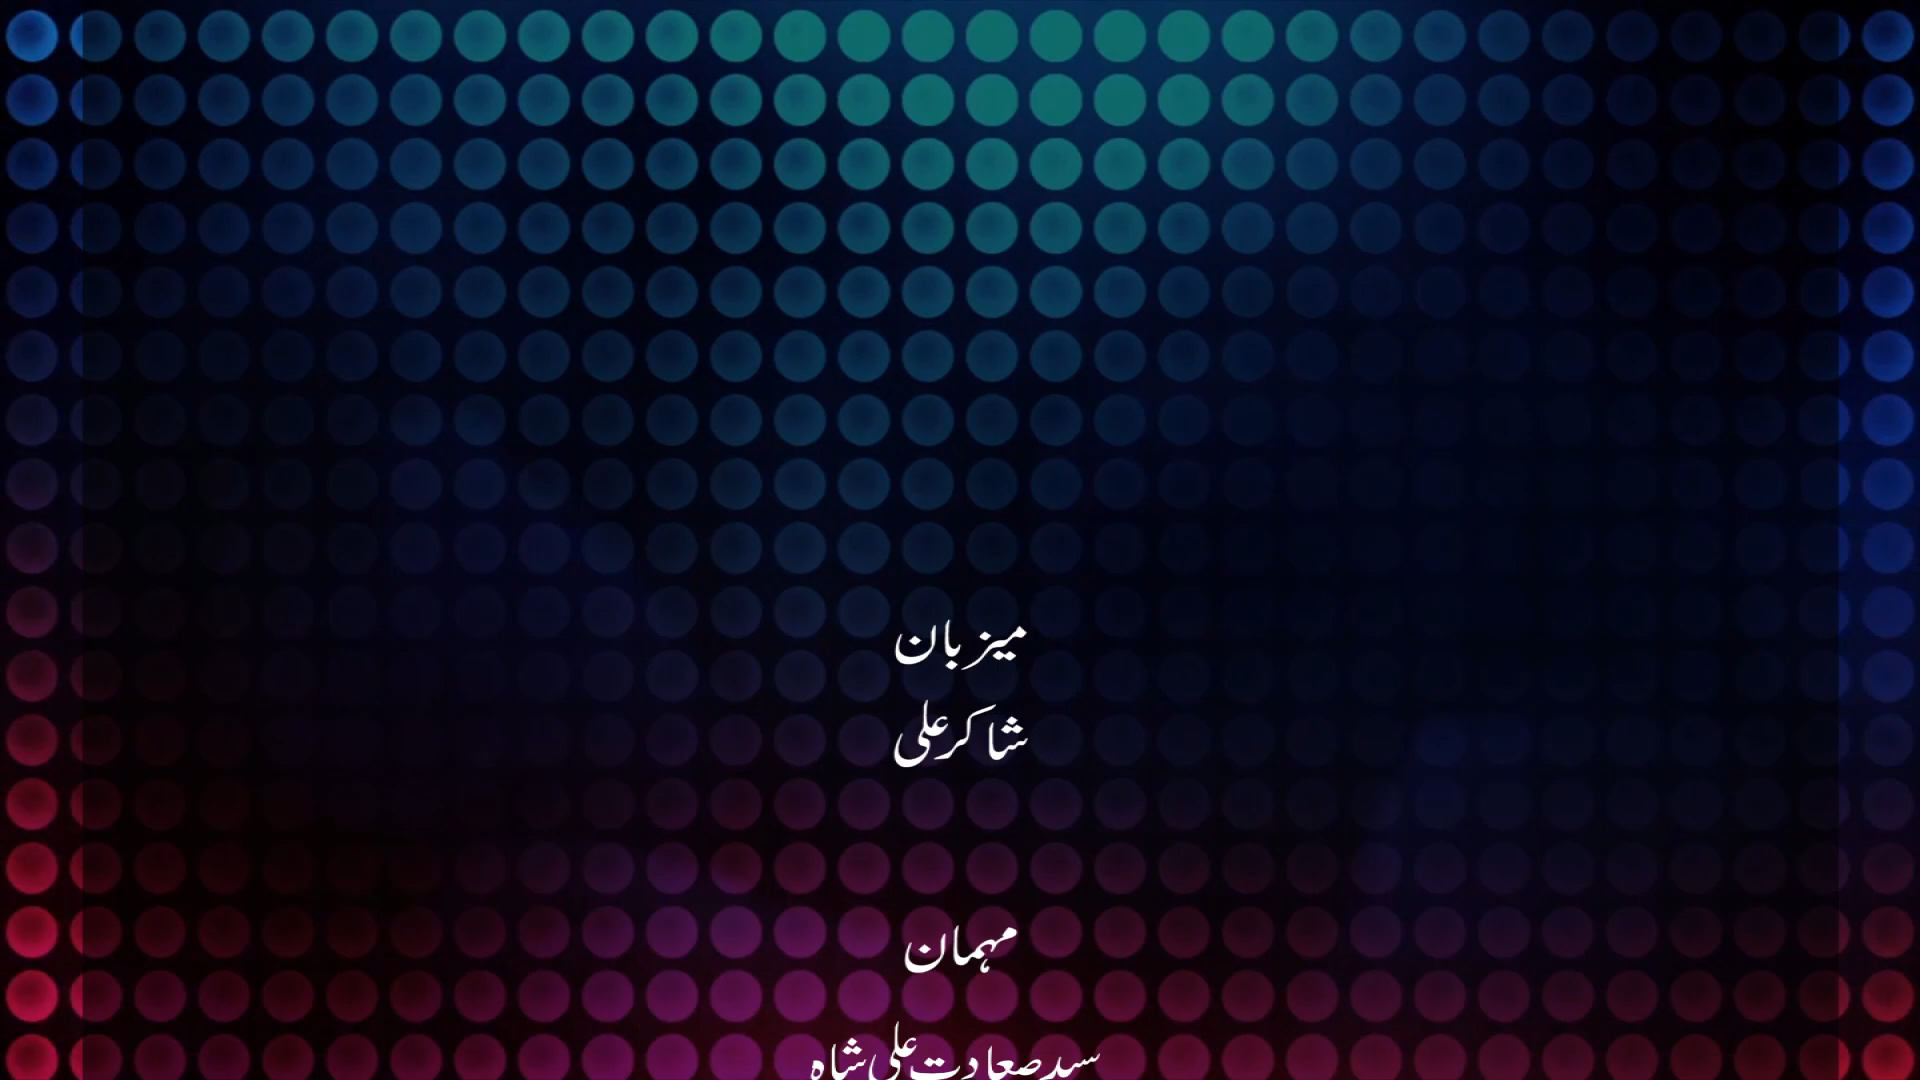 میزبان
شاکر علی
مہمان
سید صعادت علی شاہ